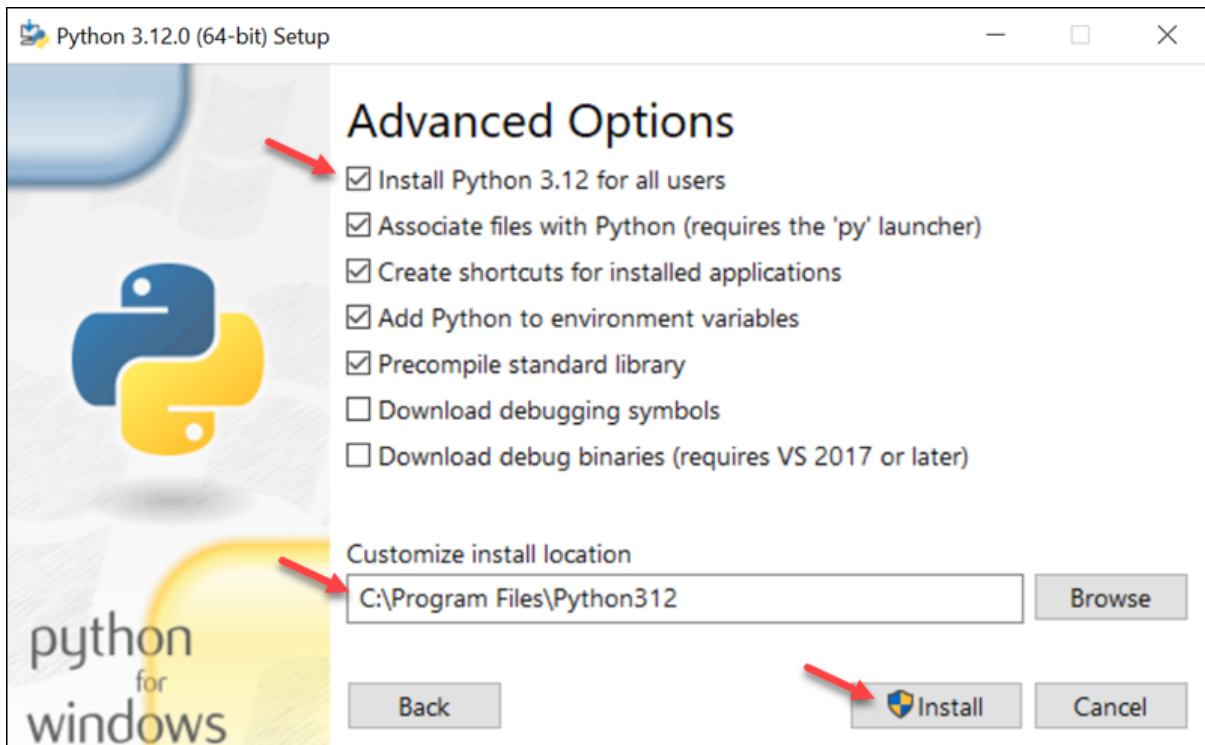 Python 3.12.0 (64-bit) Setup
Advanced Options
Install Python 3.12 for all users
Associate files with Python (requires the 'py' launcher)
Create shortcuts for installed applications
Add Python to environment variables
Precompile standard library
Download debugging symbols
Download debug binaries (requires VS 2017 or later)
Customize install location
C:\Program Files\Python312
Browse
python
for
windows
Back
Install
Cancel